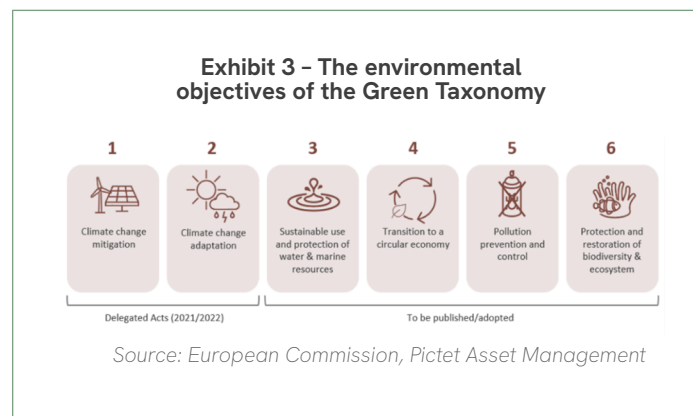 Exhibit 3 – The environmental
objectives of the Green Taxonomy
1
2
3
4
5
6
Climate change
mitigation
Climate change
adaptation
Sustainable use
and protection of
water & marine
resources
Transition to a
circular economy
Pollution
prevention and
control
Protection and
restoration of
biodiversity &
ecosystem
Delegated Acts (2021/2022)
To be published/adopted
Source: European Commission, Pictet Asset Management